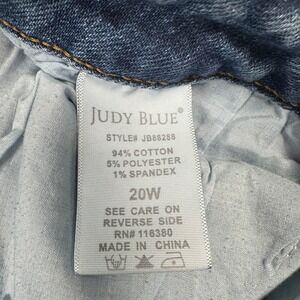 JUDY BLUE®
STYLE# JB88288
94% COTTON
5% POLYESTER
1% SPANDEX
20W
SEE CARE ON
REVERSE SIDE
RN# 116380
MADE IN CHINA